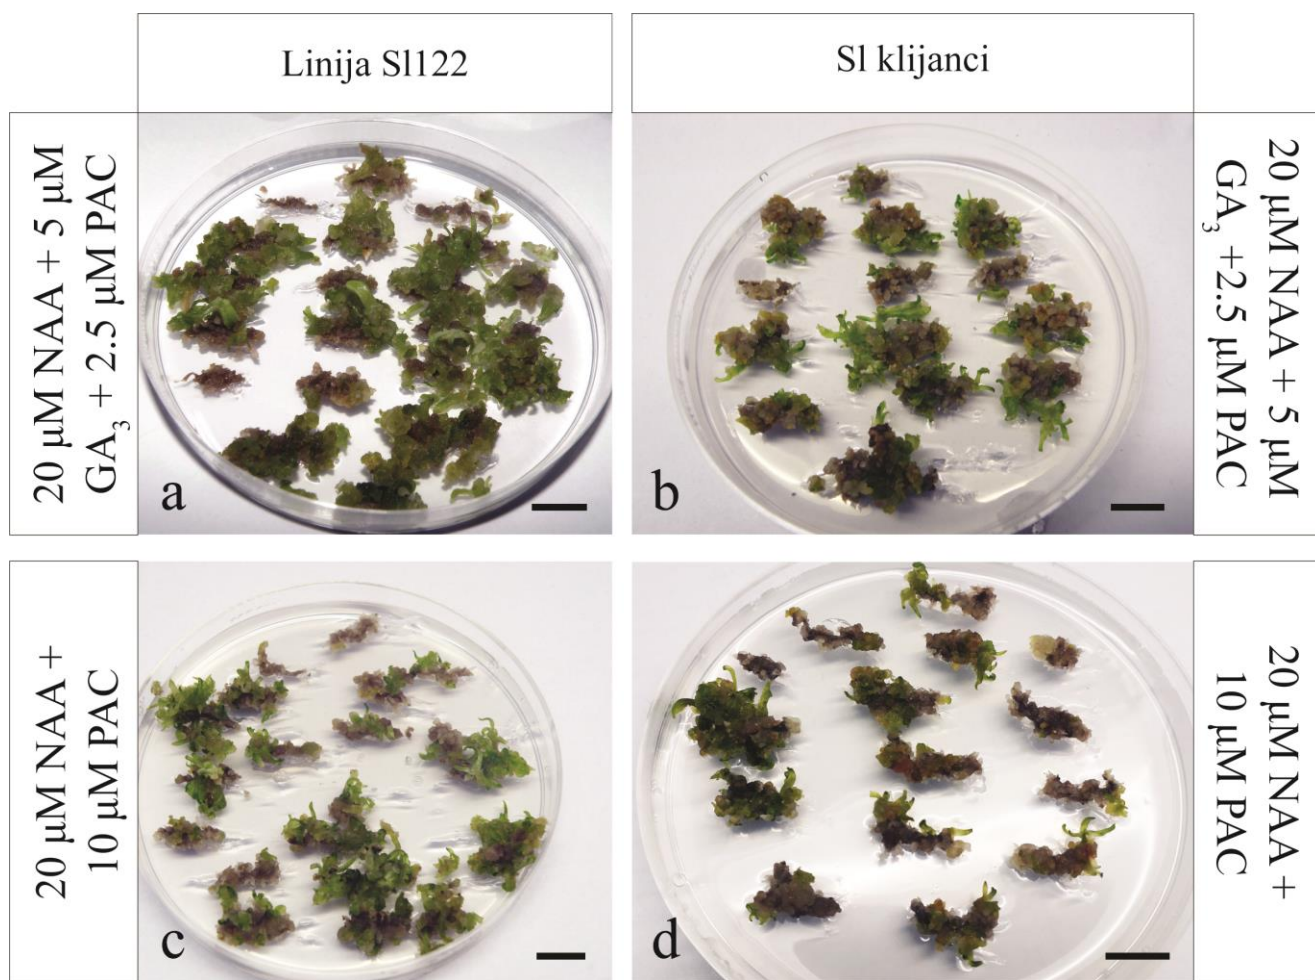 Linija Sl122
Sl klijanci
20 µM NAA + 5 µM
GA₃ + 2.5 µM PAC
a
b
20 µM NAA + 5 µM
GA₃ +2.5 µM PAC
20 µM NAA +
10 µM PAC
c
d
20 µM NAA +
10 µM PAC